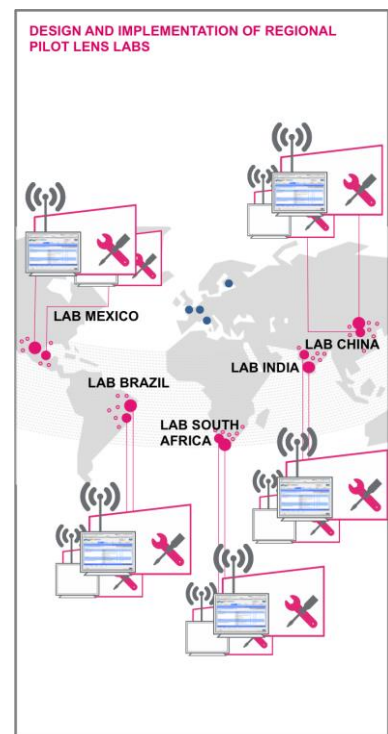 DESIGN AND IMPLEMENTATION OF REGIONAL
PILOT LENS LABS
LAB MEXICO
LAB CHINA
LAB INDIA
LAB BRAZIL
LAB SOUTH
AFRICA